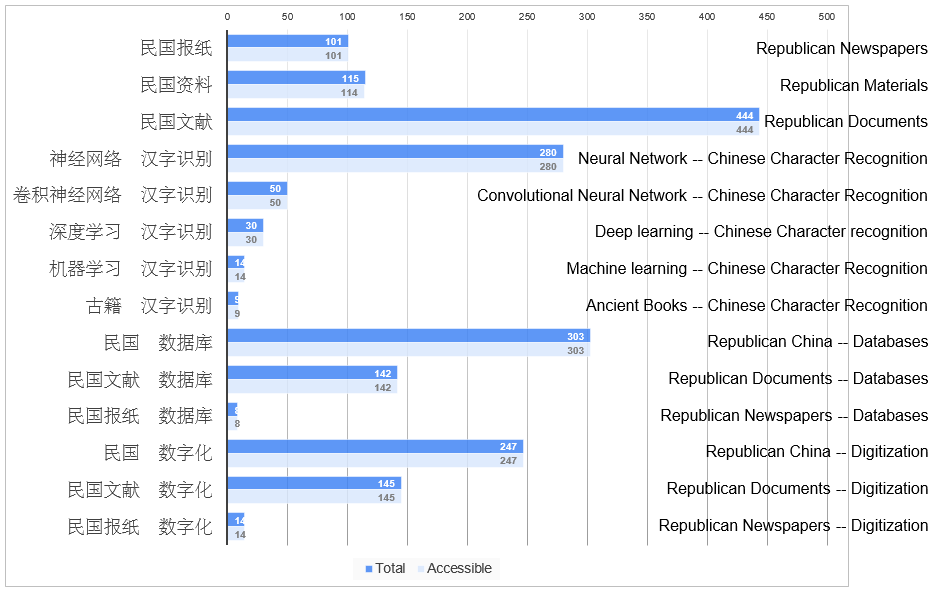 0 50 100 150 200 250 300 350 400 450 500
民国报纸 101 101 Republican Newspapers
民国资料 115 114 Republican Materials
民国文献 444 444 Republican Documents
神经网络 汉字识别 280 280 Neural Network -- Chinese Character Recognition
卷积神经网络 汉字识别 50 50 Convolutional Neural Network -- Chinese Character Recognition
深度学习 汉字识别 30 30 Deep learning -- Chinese Character recognition
机器学习 汉字识别 14 14 Machine learning -- Chinese Character Recognition
古籍 汉字识别 9 Ancient Books -- Chinese Character Recognition
民国 数据库 303 303 Republican China -- Databases
民国文献 数据库 142 142 Republican Documents -- Databases
民国报纸 数据库 8 Republican Newspapers -- Databases
民国 数字化 247 247 Republican China -- Digitization
民国文献 数字化 145 145 Republican Documents -- Digitization
民国报纸 数字化 14 14 Republican Newspapers -- Digitization
Total Accessible